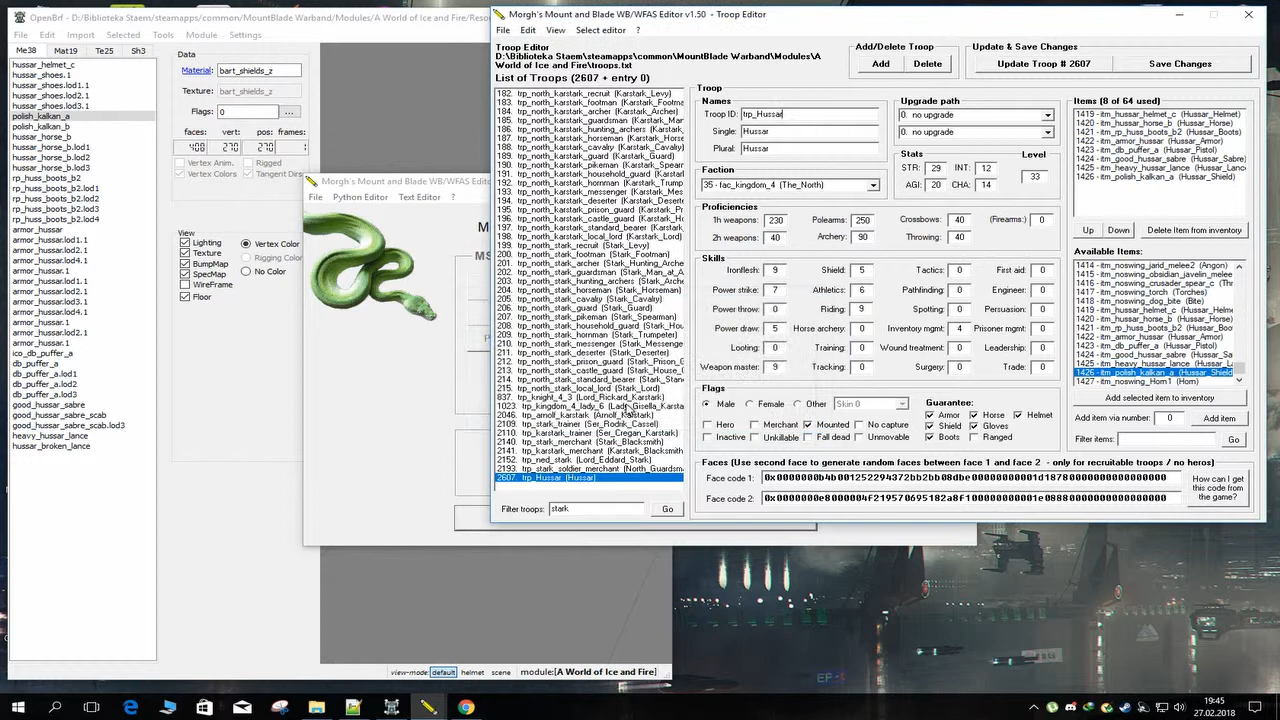 OpenBrf - D:/Biblioteka Staem/steamapps/common/MountBlade Warband/Modules/A World of Ice and Fire/Resour
File Edit Import Selected Tools Module Settings
Me38 Mat19 Te25 Sh3
hussar_helmet_c
hussar_shoes.1
hussar_shoes.lod1.1
hussar_shoes.lod2.1
hussar_shoes.lod3.1
polish_kalkan_a
polish_kalkan_b
hussar_horse_b
hussar_horse_b.lod1
hussar_horse_b.lod2
hussar_horse_b.lod3
rp_huss_boots_b2
rp_huss_boots_b2.lod1
rp_huss_boots_b2.lod2
rp_huss_boots_b2.lod3
rp_huss_boots_b2.lod4
armor_hussar
armor_hussar.lod1.1
armor_hussar.lod2.1
armor_hussar.lod4.1
armor_hussar.1
armor_hussar.lod2.1
armor_hussar.lod3.1
armor_hussar.lod4.1
armor_hussar.1
armor_hussar.lod2.1
armor_hussar.1
ico_db_puffer_a
db_puffer_a
db_puffer_a.lod1
db_puffer_a.lod2
db_puffer_a.lod3
good_hussar_sabre
good_hussar_sabre_scab
good_hussar_sabre.lod3
heavy_hussar_lance
hussar_broken_lance
Data
Material: bart_shields_z
Texture: bart_shields_z
Flags: 0 ...
faces: vert: pos: frames:
408 270 270 1
Vertex Anim. Rigged
Vertex Colors Tangent Dirs
View
Lighting
Texture
BumpMap
SpecMap
WireFrame
Floor
Vertex Color
Rigging Color
No Color
view-mode: default helmet scene module:[A World of Ice and Fire]
Morgh's Mount and Blade WB/WFAS Edito
File Python Editor Text Editor ?
Morgh's Mount and Blade WB/WFAS Editor v1.50 - Troop Editor
File Edit View Select editor ?
Troop Editor
D:\Biblioteka Staem\steamapps\common\MountBlade Warband\Modules\A
World of Ice and Fire\troops.txt
List of Troops (2607 + entry 0)
Add/Delete Troop
Add Delete
Update & Save Changes
Update Troop # 2607 Save Changes
182. trp_north_karstark_recruit (Karstark_Levy)
183. trp_north_karstark_footman (Karstark_Footma
184. trp_north_karstark_archer (Karstark_Archer)
185. trp_north_karstark_guardsman (Karstark_Man
186. trp_north_karstark_hunting_archers (Karstark
187. trp_north_karstark_horseman (Karstark_Horse
188. trp_north_karstark_cavalry (Karstark_Cavalry)
189. trp_north_karstark_guard (Karstark_Guard)
190. trp_north_karstark_pikeman (Karstark_Spearm
191. trp_north_karstark_household_guard (Karstark
192. trp_north_karstark_hornman (Karstark_Trump
193. trp_north_karstark_messenger (Karstark_Mess
194. trp_north_karstark_deserter (Karstark_Deserte
195. trp_north_karstark_prison_guard (Karstark_Pr
196. trp_north_karstark_castle_guard (Karstark_Ho
197. trp_north_karstark_standard_bearer (Karstark
198. trp_north_karstark_local_lord (Karstark_Lord)
199. trp_north_stark_recruit (Stark_Levy)
200. trp_north_stark_footman (Stark_Footman)
201. trp_north_stark_archer (Stark_Hunting_Archer
202. trp_north_stark_guardsman (Stark_Man_at_A
203. trp_north_stark_hunting_archers (Stark_Archer
204. trp_north_stark_horseman (Stark_Horseman)
205. trp_north_stark_cavalry (Stark_Cavalry)
206. trp_north_stark_guard (Stark_Guard)
207. trp_north_stark_pikeman (Stark_Spearman)
208. trp_north_stark_household_guard (Stark_Hou
209. trp_north_stark_hornman (Stark_Trumpeter)
210. trp_north_stark_messenger (Stark_Messenge
211. trp_north_stark_deserter (Stark_Deserter)
212. trp_north_stark_prison_guard (Stark_Prison_G
213. trp_north_stark_castle_guard (Stark_House_G
214. trp_north_stark_standard_bearer (Stark_Stan
215. trp_north_stark_local_lord (Stark_Lord)
837. trp_knight_4_3 (Lord_Rickard_Karstark)
1023. trp_kingdom_4_lady_6 (Lady_Gisella_Karsta
2046. trp_arnolf_karstark (Arnolf_Karstark)
2109. trp_stark_trainer (Ser_Rodrik_Cassel)
2110. trp_karstark_trainer (Ser_Cregan_Karstark)
2140. trp_stark_merchant (Stark_Blacksmith)
2141. trp_karstark_merchant (Karstark_Blacksmith
2152. trp_ned_stark (Lord_Eddard_Stark)
2193. trp_stark_soldier_merchant (North_Guardsm
2607. trp_Hussar (Hussar)
Filter troops: stark Go
Troop
Names
Troop ID: trp_Hussar
Single: Hussar
Plural: Hussar
Faction
35 - fac_kingdom_4 (The_North)
Upgrade path
0. no upgrade
0. no upgrade
Stats
STR: 29 INT: 12
AGI: 20 CHA: 14
Level
33
Proficiencies
1h weapons: 230 Polearms: 250 Crossbows: 40 (Firearms): 0
2h weapons: 40 Archery: 90 Throwing: 40
Skills
Ironflesh: 9 Shield: 5 Tactics: 0 First aid: 0
Power strike: 7 Athletics: 6 Pathfinding: 0 Engineer: 0
Power throw: 0 Riding: 9 Spotting: 0 Persuasion: 0
Power draw: 5 Horse archery: 0 Inventory mgmt: 4 Prisoner mgmt: 0
Looting: 0 Training: 0 Wound treatment: 0 Leadership: 0
Weapon master: 9 Tracking: 0 Surgery: 0 Trade: 0
Flags
Male Female Other Skin 0
Hero Merchant Mounted No capture
Inactive Unkillable Fall dead Unmovable
Guarantee:
Armor Horse Helmet
Shield Gloves
Boots Ranged
Items (8 of 64 used)
1419 - itm_hussar_helmet_c (Hussar_Helmet)
1420 - itm_hussar_horse_b (Hussar_Horse)
1421 - itm_rp_huss_boots_b2 (Hussar_Boots)
1422 - itm_armor_hussar (Hussar_Armor)
1423 - itm_db_puffer_a (Hussar_Pistol)
1424 - itm_good_hussar_sabre (Hussar_Sabre)
1425 - itm_heavy_hussar_lance (Hussar_Lance)
1426 - itm_polish_kalkan_a (Hussar_Shield)
Up Down Delete Item from inventory
Available Items:
1414 - itm_noswing_jarid_melee2 (Angon)
1415 - itm_noswing_obsidian_javelin_melee
1416 - itm_noswing_crusader_spear_c (Thr
1417 - itm_noswing_torch (Torches)
1418 - itm_noswing_dog_bite (Bite)
1419 - itm_hussar_helmet_c (Hussar_Helmet
1420 - itm_hussar_horse_b (Hussar_Horse)
1421 - itm_rp_huss_boots_b2 (Hussar_Boots
1422 - itm_armor_hussar (Hussar_Armor)
1423 - itm_db_puffer_a (Hussar_Pistol)
1424 - itm_good_hussar_sabre (Hussar_Sab
1425 - itm_heavy_hussar_lance (Hussar_La
1426 - itm_polish_kalkan_a (Hussar_Shield)
1427 - itm_noswing_Horn1 (Horn)
Add selected item to inventory
Add item via number: 0 Add item
Filter items: Go
Faces (Use second face to generate random faces between face 1 and face 2 - only for recruitable troops / no heros)
Face code 1:
Face code 2:
How can I get
this code from
the game?
19:45
27.02.2018